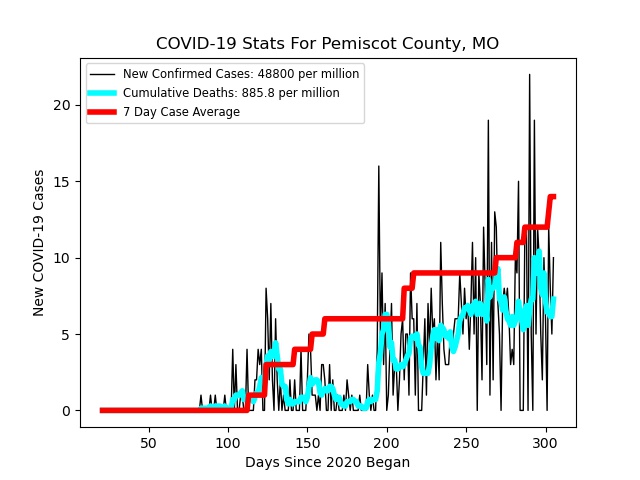 COVID-19 Stats For Pemiscot County, MO
New Confirmed Cases: 48800 per million
Cumulative Deaths: 885.8 per million
7 Day Case Average
New COVID-19 Cases
20
15
10
5
0
50 100 150 200 250 300
Days Since 2020 Began